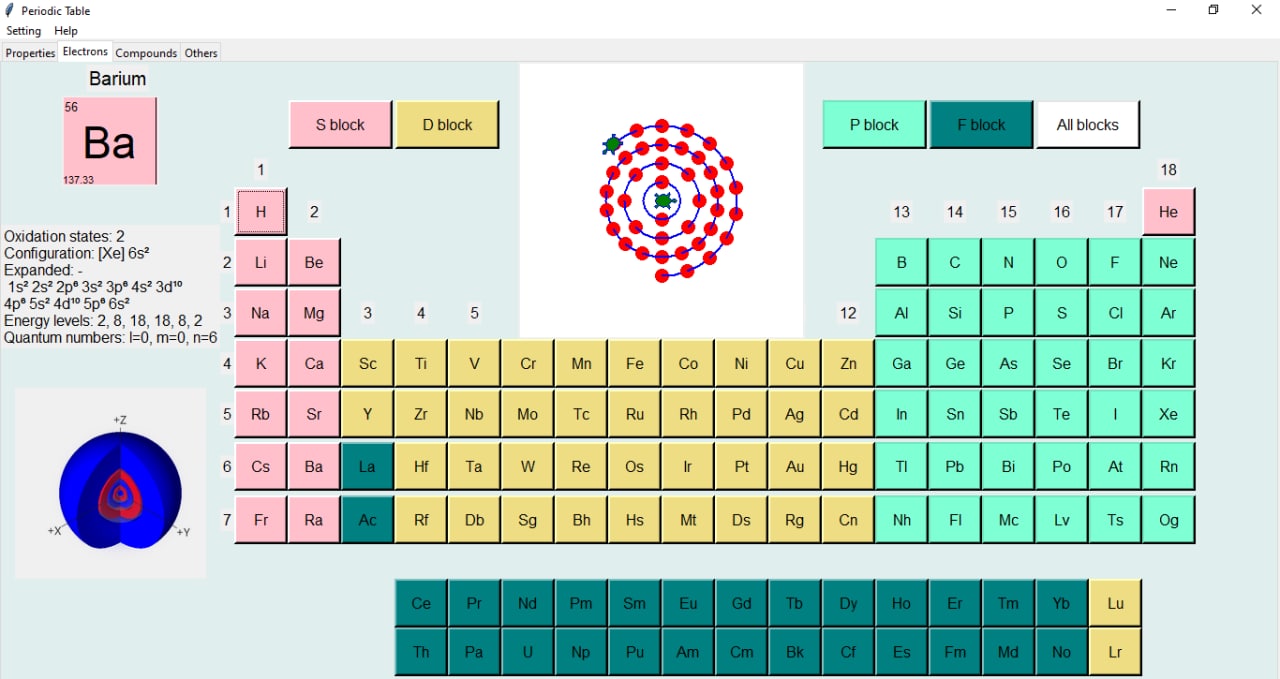 Periodic Table
Setting Help
Properties Electrons Compounds Others
Barium
56
Ba
137.33
S block D block P block F block All blocks
1 18
1 H 2 13 14 15 16 17 He
2 Li Be B C N O F Ne
3 Na Mg 3 4 5 12 Al Si P S Cl Ar
4 K Ca Sc Ti V Cr Mn Fe Co Ni Cu Zn Ga Ge As Se Br Kr
5 Rb Sr Y Zr Nb Mo Tc Ru Rh Pd Ag Cd In Sn Sb Te I Xe
6 Cs Ba La Hf Ta W Re Os Ir Pt Au Hg Tl Pb Bi Po At Rn
7 Fr Ra Ac Rf Db Sg Bh Hs Mt Ds Rg Cn Nh Fl Mc Lv Ts Og
Ce Pr Nd Pm Sm Eu Gd Tb Dy Ho Er Tm Yb Lu
Th Pa U Np Pu Am Cm Bk Cf Es Fm Md No Lr
Oxidation states: 2
Configuration: [Xe] 6s²
Expanded: -
1s² 2s² 2p⁶ 3s² 3p⁶ 4s² 3d¹⁰
4p⁶ 5s² 4d¹⁰ 5p⁶ 6s²
Energy levels: 2, 8, 18, 18, 8, 2
Quantum numbers: l=0, m=0, n=6
+Z
+X +Y